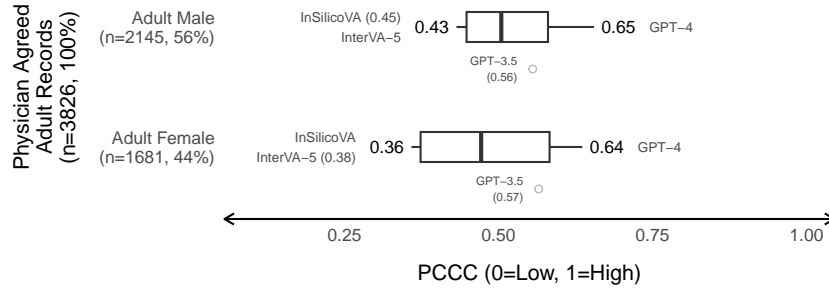 Physician Agreed
Adult Records
(n=3826, 100%)
Adult Male
(n=2145, 56%)
InSilicoVA (0.45)
InterVA−5
0.43
0.65
GPT−4
GPT−3.5
(0.56)
Adult Female
(n=1681, 44%)
InSilicoVA
InterVA−5 (0.38)
0.36
0.64
GPT−4
GPT−3.5
(0.57)
0.25 0.50 0.75 1.00
PCCC (0=Low, 1=High)